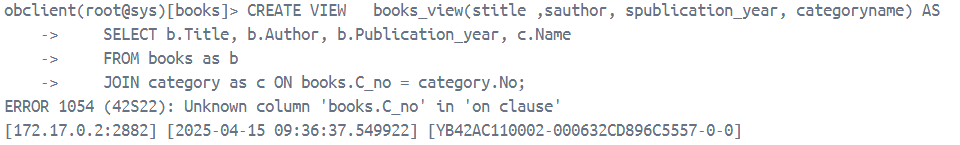 obclient(root@sys)[books]> CREATE VIEW   books_view(stitle ,sauthor, spublication_year, categoryname) AS
    ->     SELECT b.Title, b.Author, b.Publication_year, c.Name
    ->     FROM books as b
    ->     JOIN category as c ON books.C_no = category.No;
ERROR 1054 (42S22): Unknown column 'books.C_no' in 'on clause'
[172.17.0.2:2882] [2025-04-15 09:36:37.549922] [YB42AC110002-000632CD896C5557-0-0]